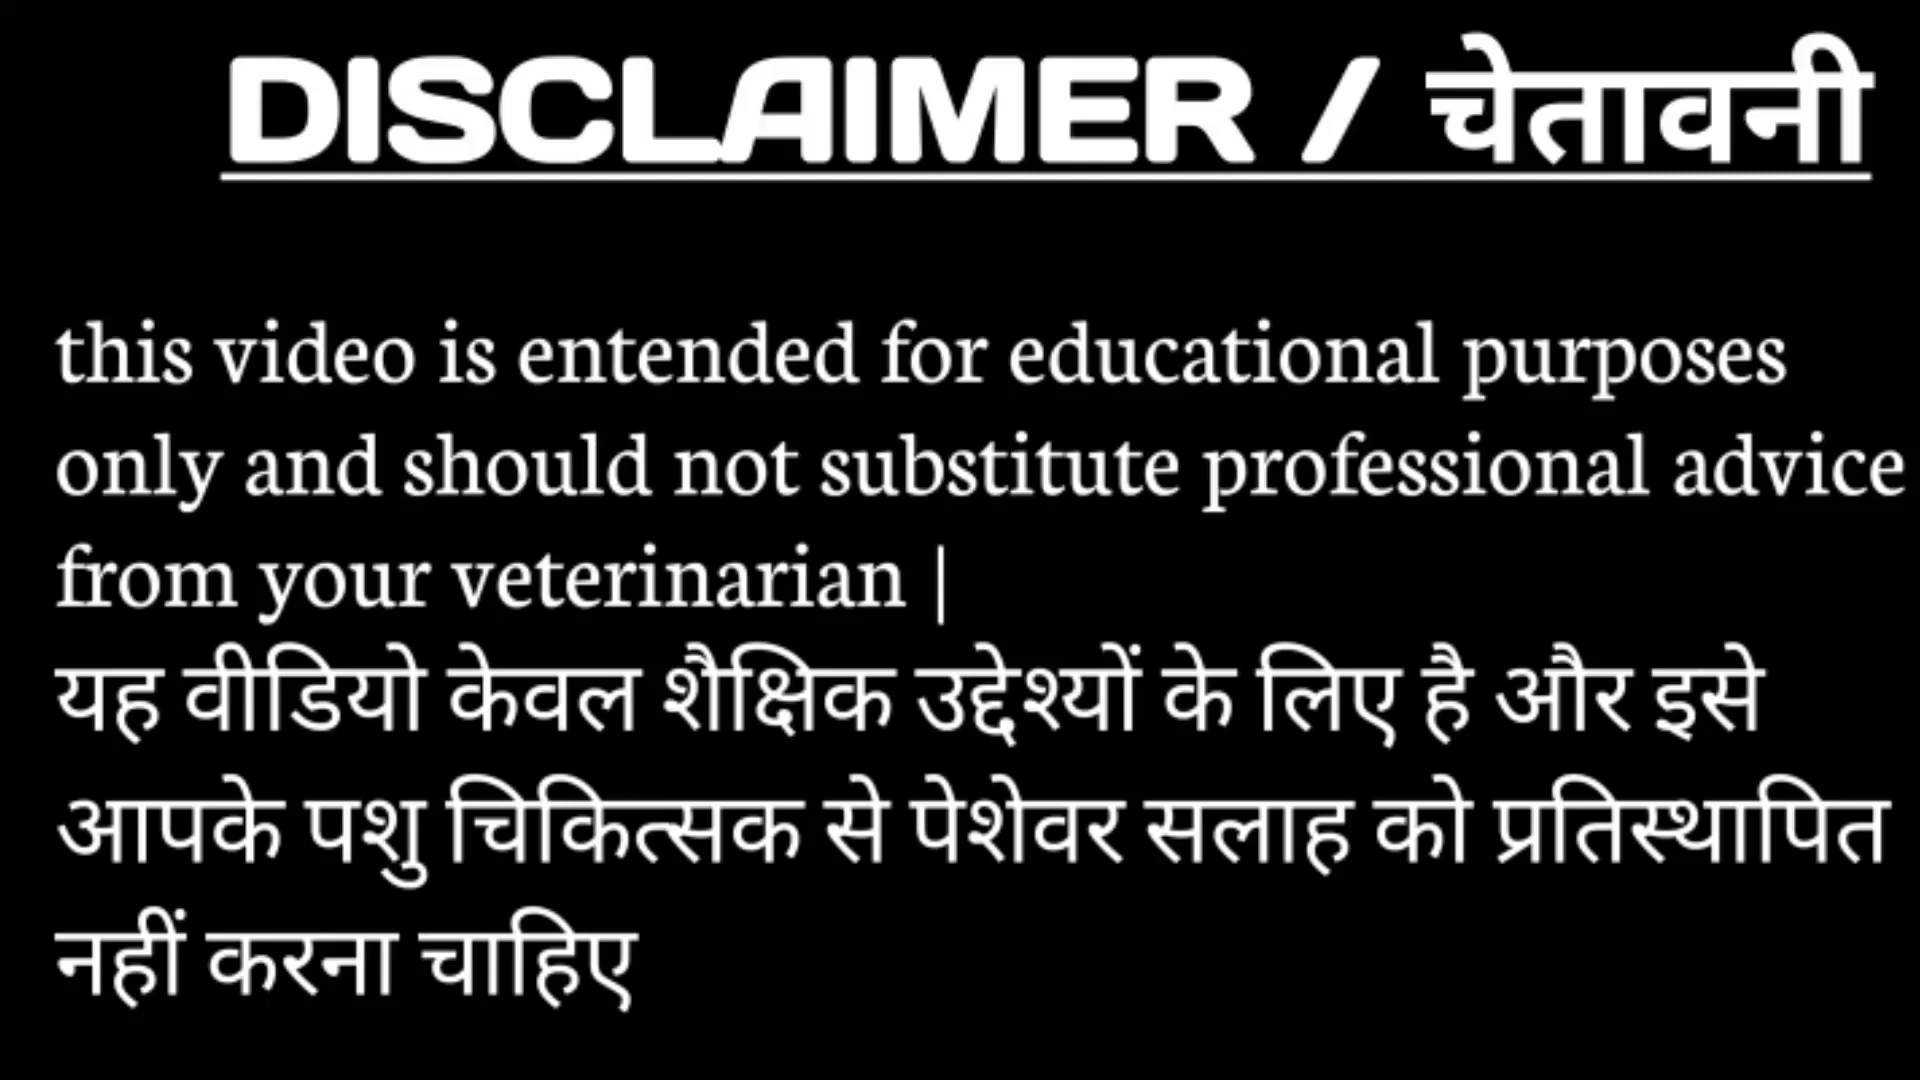 DISCLAIMER / चेतावनी
this video is entended for educational purposes
only and should not substitute professional advice
from your veterinarian |
यह वीडियो केवल शैक्षिक उद्देश्यों के लिए है और इसे
आपके पशु चिकित्सक से पेशेवर सलाह को प्रतिस्थापित
नहीं करना चाहिए